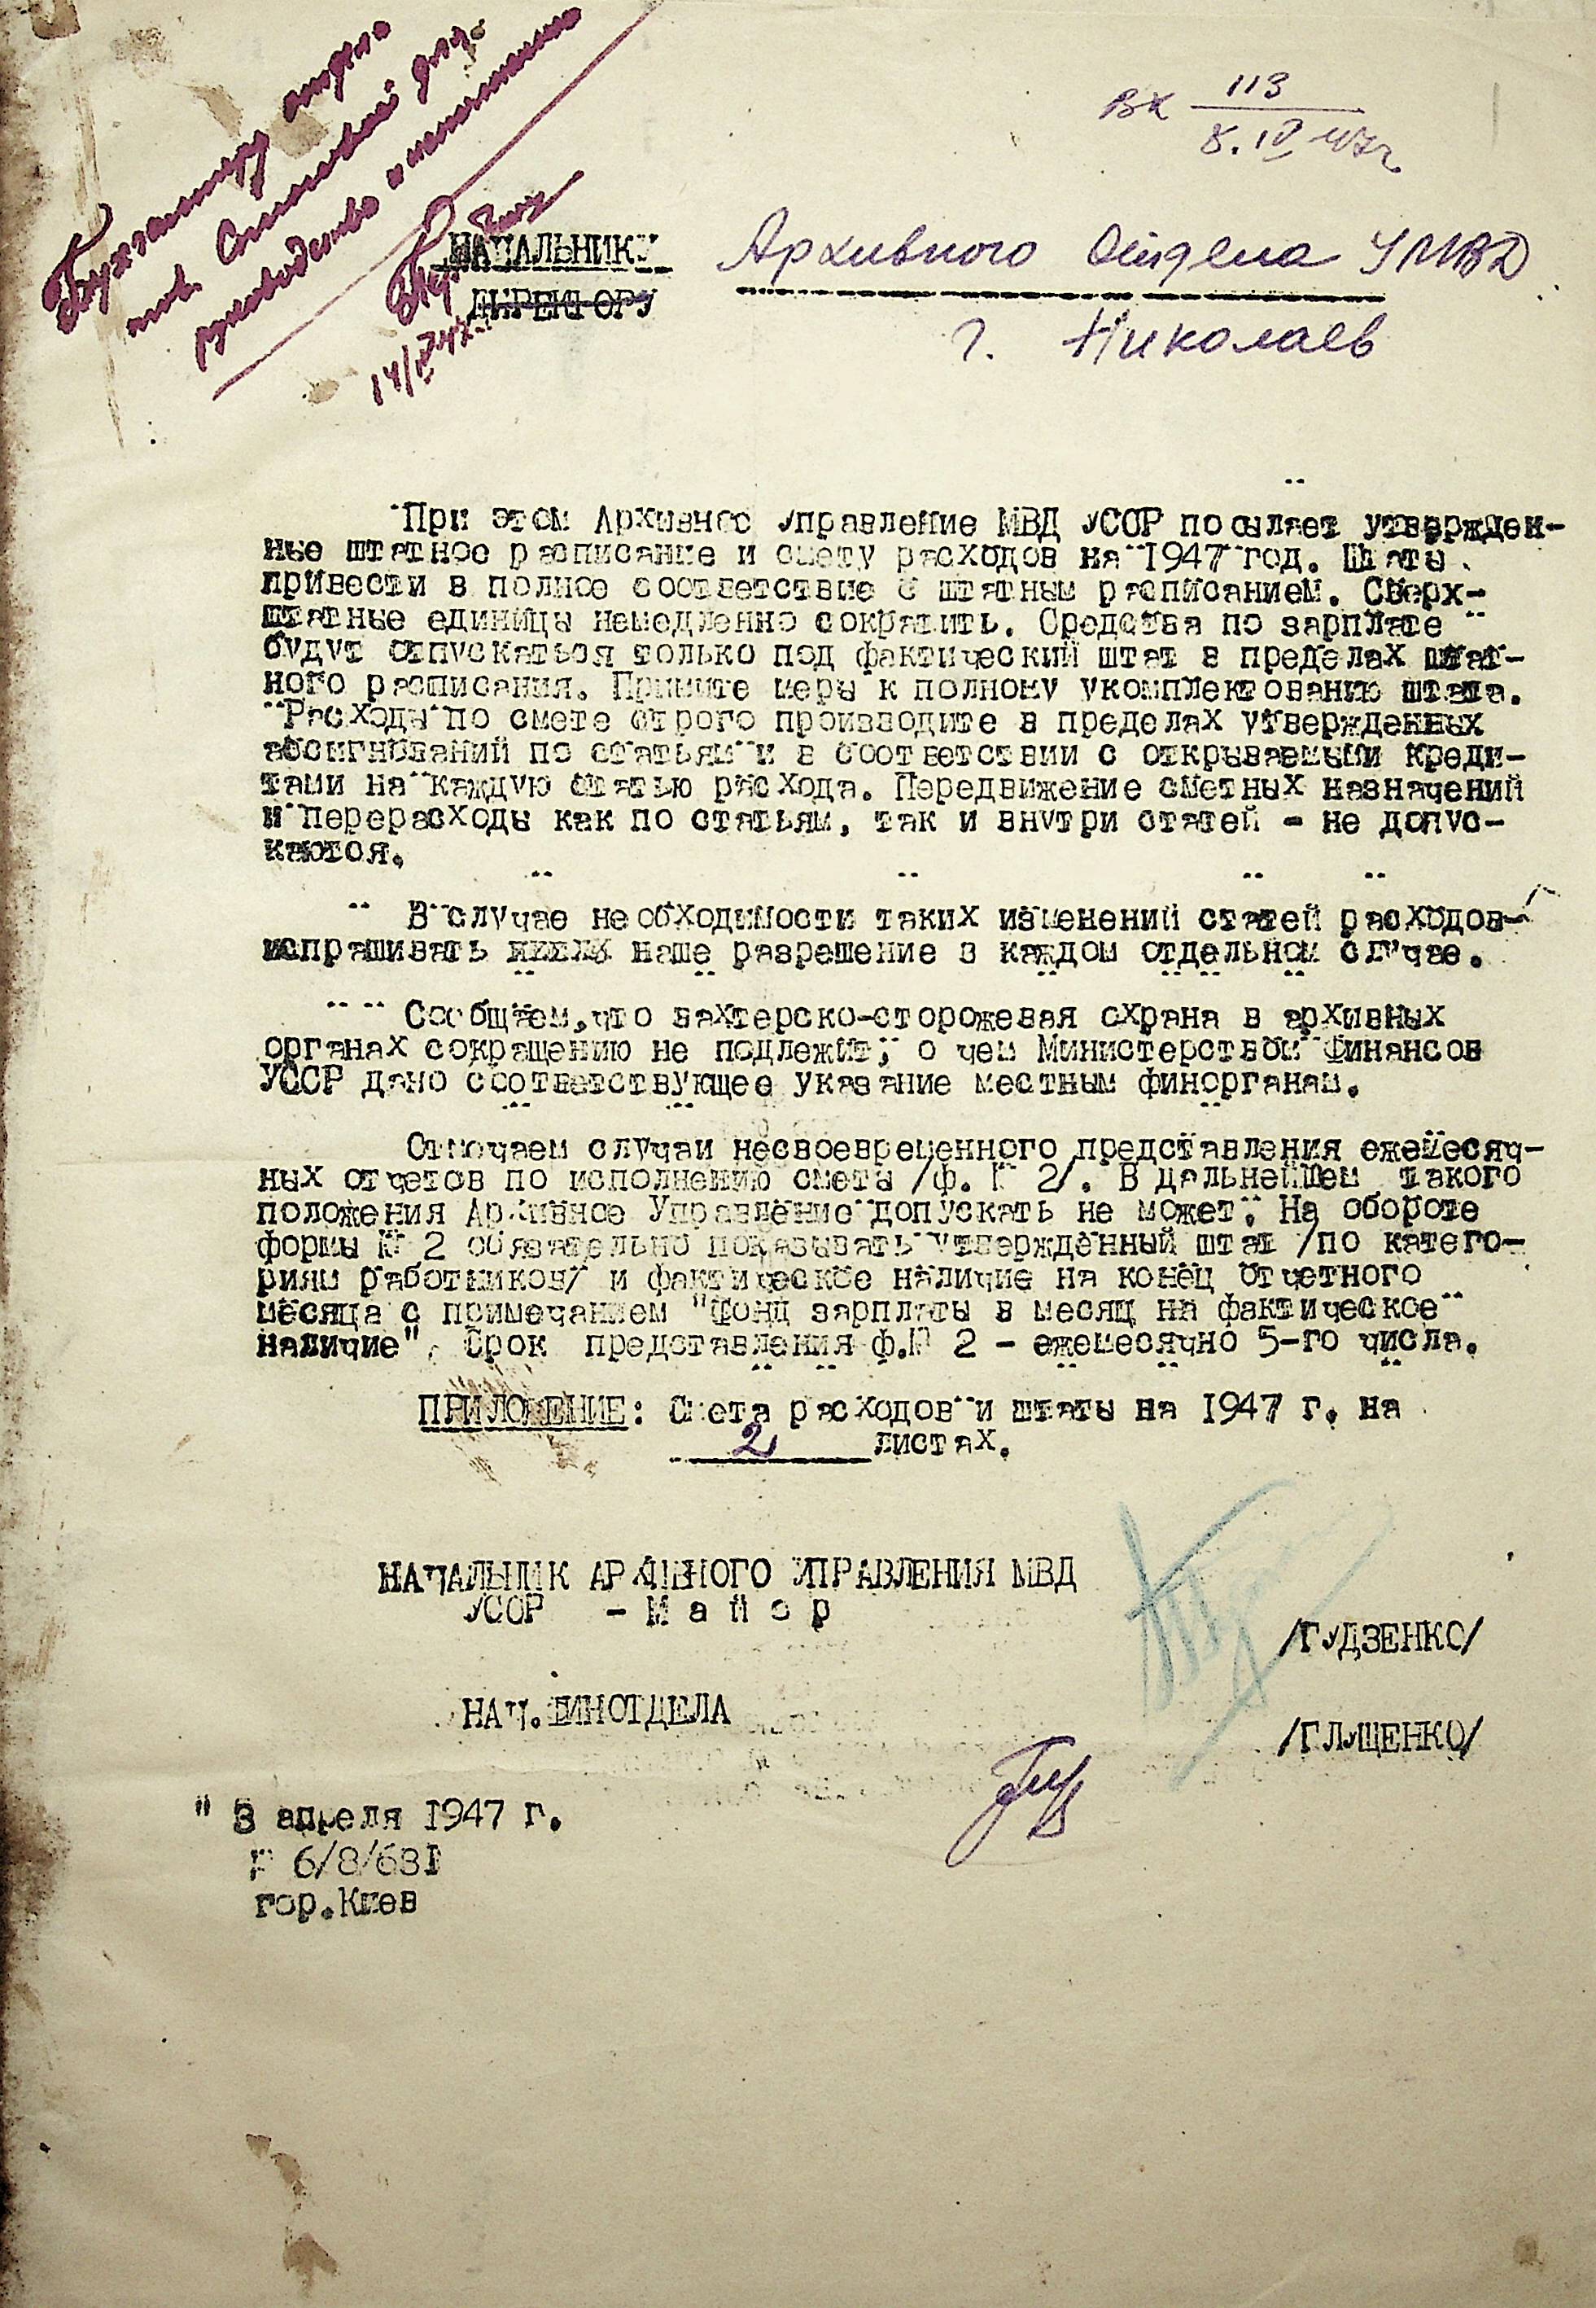 Бухгалтеру отдела
тов. для
руководства и исполнения
14/IV 47г.
вх 113
8.IV 47г
НАЧАЛЬНИКУ Архивного Отдела УМВД
ДИРЕКТОРУ
г. Николаев
При этом Архивное Управление МВД УССР посылает утвержден-
ные штатное расписание и смету расходов на 1947 год. Штаты
привести в полное соответствие с штатным расписанием. Сверх-
штатные единицы немедленно сократить. Средства по зарплате
будут отпускаться только под фактический штат в пределах штат-
ного расписания. Примите меры к полному укомплектованию штата.
Расходы по смете строго производите в пределах утвержденных
ассигнований по статьям и в соответствии с открываемыми креди-
тами на каждую статью расхода. Передвижение сметных назначений
и перерасходы как по статьям, так и внутри статей - не допус-
каются.
В случае необходимости таких изменений статей расходов-
испрашивать наше разрешение в каждом отдельном случае.
Сообщаем, что вахтерско-сторожевая охрана в архивных
органах сокращению не подлежит, о чем Министерством Финансов
УССР дано соответствующее указание местным финорганам.
Отмечаем случаи несвоевременного представления ежемесяч-
ных отчетов по исполнению сметы /ф. № 2/. В дальнейшем такого
положения Архивное Управление допускать не может. На обороте
формы № 2 обязательно показывать утвержденный штат /по катего-
риям работников/ и фактическое наличие на конец отчетного
месяца с примечанием "Фонд зарплаты в месяц на фактическое
наличие". Срок представления ф.№ 2 - ежемесячно 5-го числа.
ПРИЛОЖЕНИЕ: Смета расходов и штаты на 1947 г. на
2 листах.
НАЧАЛЬНИК АРХИВНОГО УПРАВЛЕНИЯ МВД
УССР - Майор
/ГУДЗЕНКО/
НАЧ. ФИНОТДЕЛА
/ГЛУЩЕНКО/
" 3 апреля 1947 г.
№ 6/8/631
гор.Киев